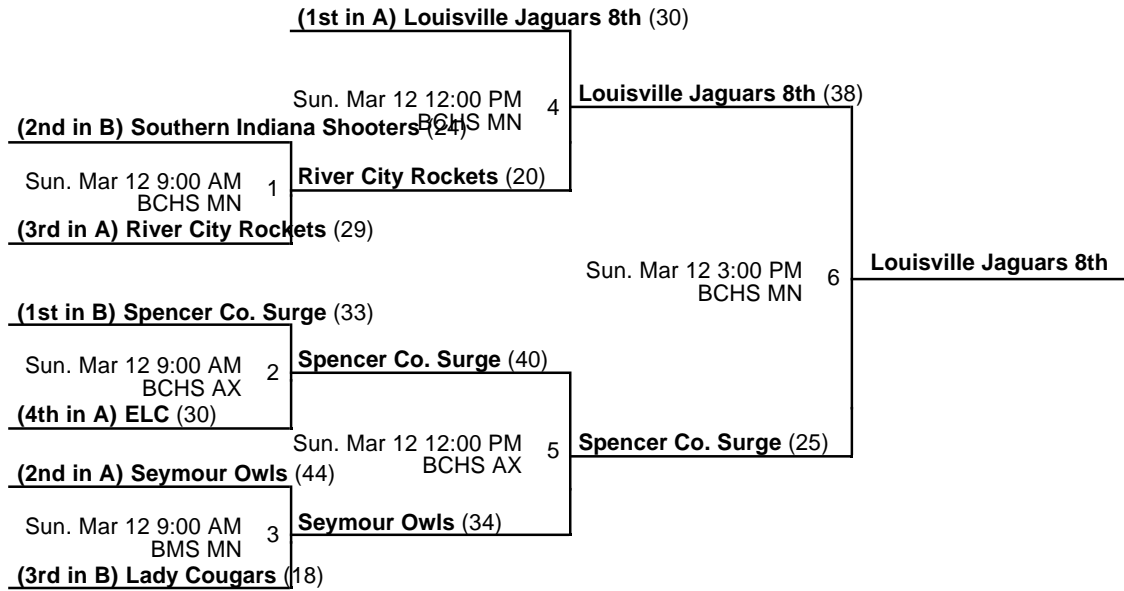 (1st in A) Louisville Jaguars 8th (30)
Sun. Mar 12 12:00 PM
BCHS MN
4
Louisville Jaguars 8th (38)
(2nd in B) Southern Indiana Shooters (24)
Sun. Mar 12 9:00 AM
BCHS MN
1
River City Rockets (20)
(3rd in A) River City Rockets (29)
Sun. Mar 12 3:00 PM
BCHS MN
6
Louisville Jaguars 8th
(1st in B) Spencer Co. Surge (33)
Sun. Mar 12 9:00 AM
BCHS AX
2
Spencer Co. Surge (40)
(4th in A) ELC (30)
Sun. Mar 12 12:00 PM
BCHS AX
5
Spencer Co. Surge (25)
(2nd in A) Seymour Owls (44)
Sun. Mar 12 9:00 AM
BMS MN
3
Seymour Owls (34)
(3rd in B) Lady Cougars (18)